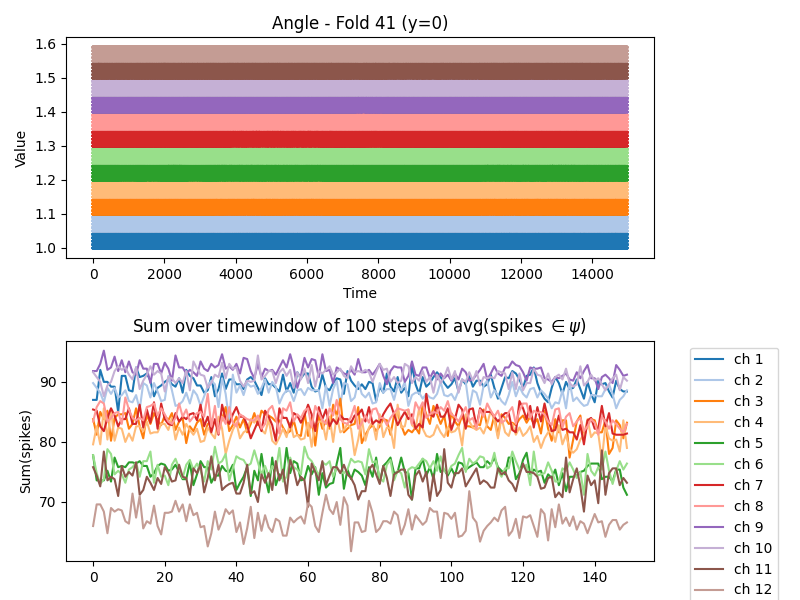 Angle - Fold 41 (y=0)
Value
1.6
1.5
1.4
1.3
1.2
1.1
1.0
0 2000 4000 6000 8000 10000 12000 14000
Time
Sum over timewindow of 100 steps of avg(spikes ∈ψ)
Sum(spikes)
90
80
70
0 20 40 60 80 100 120 140
ch 1
ch 2
ch 3
ch 4
ch 5
ch 6
ch 7
ch 8
ch 9
ch 10
ch 11
ch 12